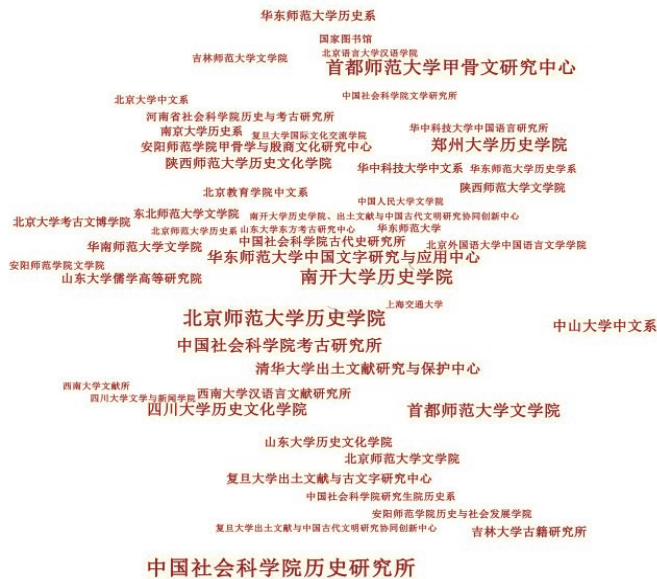 华东师范大学历史系
国家图书馆
北京语言大学汉语学院
吉林师范大学文学院
首都师范大学甲骨文研究中心
北京大学中文系
中国社会科学院文学研究所
河南省社会科学院历史与考古研究所
南京大学历史系
复旦大学国际文化交流学院
华中科技大学中国语言研究所
安阳师范学院甲骨学与殷商文化研究中心
郑州大学历史学院
陕西师范大学历史文化学院
华中科技大学中文系
华东师范大学历史学系
北京教育学院中文系
陕西师范大学文学院
中国人民大学文学院
北京大学考古文博学院
东北师范大学文学院
南开大学历史学院、出土文献与中国古代文明研究协同创新中心
北京师范大学历史系
山东大学东方考古研究中心
华东师范大学
华南师范大学文学院
中国社会科学院古代史研究所
北京外国语大学中国语言文学学院
安阳师范学院文学院
华东师范大学中国文字研究与应用中心
山东大学儒学高等研究院
南开大学历史学院
上海交通大学
北京师范大学历史学院
中山大学中文系
中国社会科学院考古研究所
清华大学出土文献研究与保护中心
西南大学文献所
四川大学文学与新闻学院
西南大学汉语言文献研究所
四川大学历史文化学院
首都师范大学文学院
山东大学历史文化学院
北京师范大学文学院
复旦大学出土文献与古文字研究中心
中国社会科学院研究生院历史系
安阳师范学院历史与社会发展学院
复旦大学出土文献与中国古代文明研究协同创新中心
吉林大学古籍研究所
中国社会科学院历史研究所